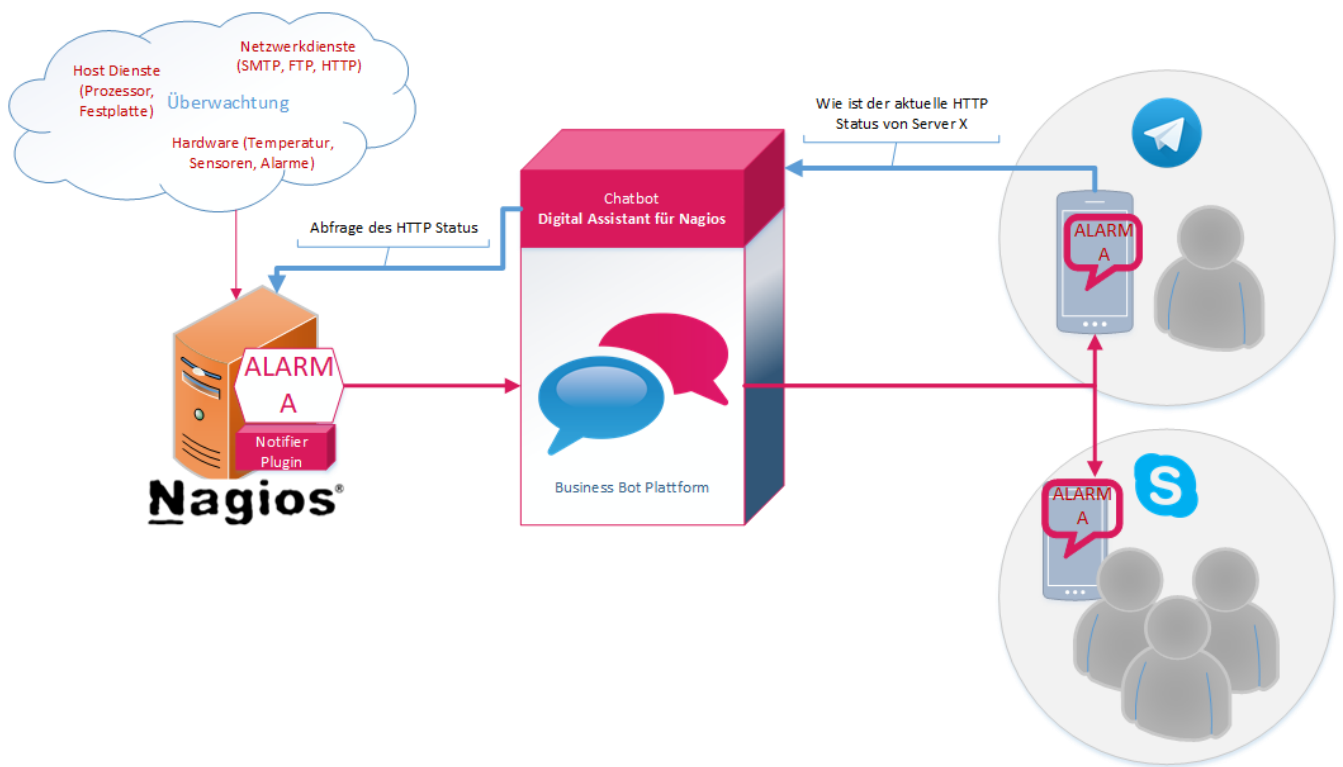 Netzwerkdienste
(SMTP, FTP, HTTP)
Host Dienste
(Prozessor,
Festplatte)
Überwachtung
Hardware (Temperatur,
Sensoren, Alarme)
Abfrage des HTTP Status
ALARM
A
Notifier
Plugin
Nagios®
Chatbot
Digital Assistant für Nagios
Business Bot Plattform
Wie ist der aktuelle HTTP
Status von Server X
ALARM
A
S
ALARM
A